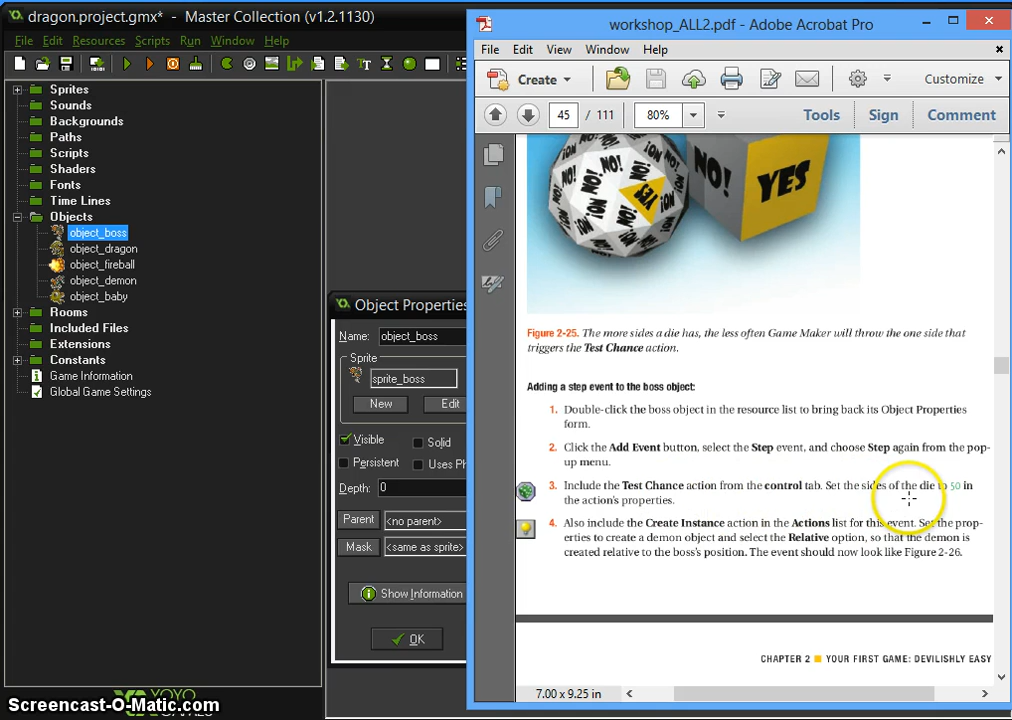 dragon.project.gmx* - Master Collection (v1.2.1130)
File Edit Resources Scripts Run Window Help
Sprites
Sounds
Backgrounds
Paths
Scripts
Shaders
Fonts
Time Lines
Objects
object_boss
object_dragon
object_fireball
object_demon
object_baby
Rooms
Included Files
Extensions
Constants
Game Information
Global Game Settings
Object Properties
Name: object_boss
Sprite
sprite_boss
New Edit
Visible Solid
Persistent Uses Ph
Depth: 0
Parent <no parent>
Mask <same as sprite>
Show Information
OK
workshop_ALL2.pdf - Adobe Acrobat Pro
File Edit View Window Help
Create Customize
45 / 111 80% Tools Sign Comment
NO! NO! NO! NO! YES NO! YES
Figure 2-25. The more sides a die has, the less often Game Maker will throw the one side that
triggers the Test Chance action.
Adding a step event to the boss object:
1. Double-click the boss object in the resource list to bring back its Object Properties
form.
2. Click the Add Event button, select the Step event, and choose Step again from the pop-
up menu.
3. Include the Test Chance action from the control tab. Set the sides of the die to 50 in
the action's properties.
4. Also include the Create Instance action in the Actions list for this event. Set the prop-
erties to create a demon object and select the Relative option, so that the demon is
created relative to the boss's position. The event should now look like Figure 2-26.
CHAPTER 2 ■ YOUR FIRST GAME: DEVILISHLY EASY
7.00 x 9.25 in
Screencast-O-Matic.com